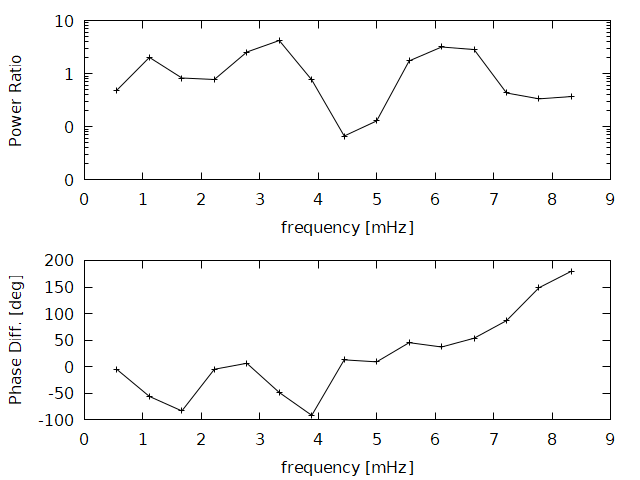 10
1
0
0
Power Ratio
0 1 2 3 4 5 6 7 8 9
frequency [mHz]
200
150
100
50
0
-50
-100
Phase Diff. [deg]
0 1 2 3 4 5 6 7 8 9
frequency [mHz]